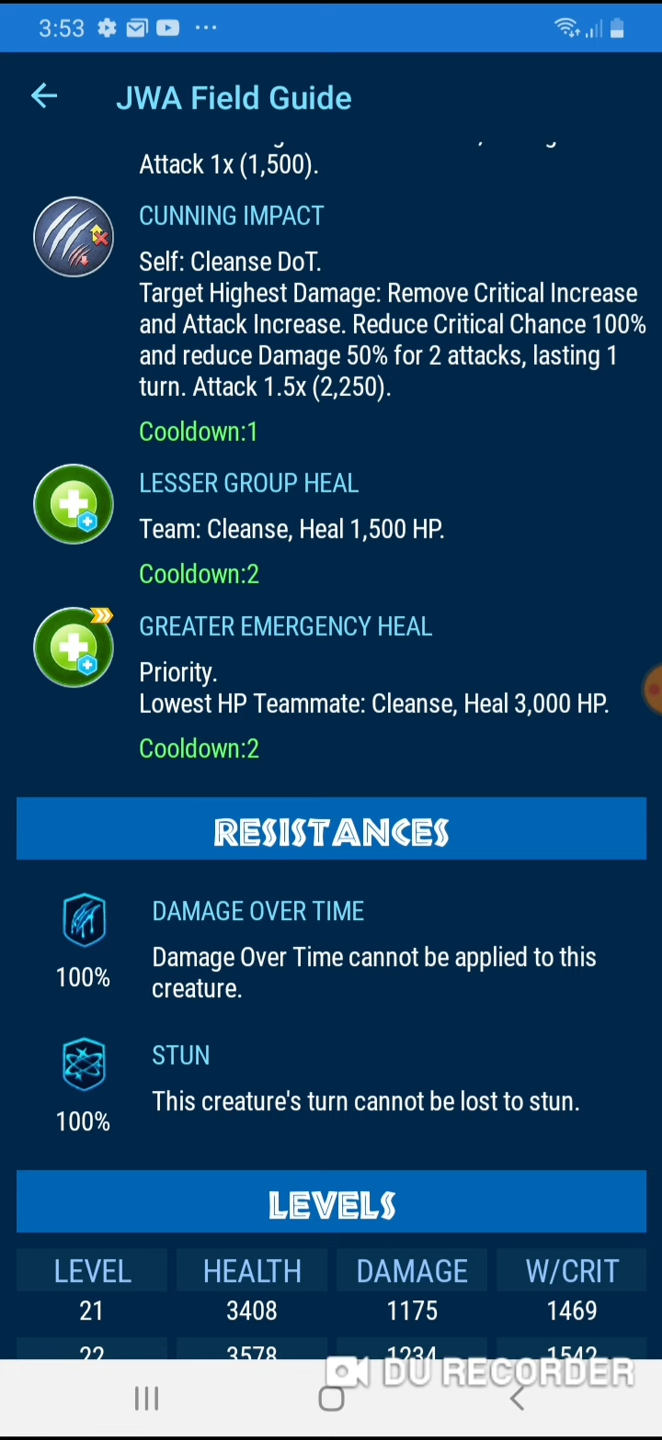 3:53
JWA Field Guide
Attack 1x (1,500).
CUNNING IMPACT
Self: Cleanse DoT.
Target Highest Damage: Remove Critical Increase
and Attack Increase. Reduce Critical Chance 100%
and reduce Damage 50% for 2 attacks, lasting 1
turn. Attack 1.5x (2,250).
Cooldown:1
LESSER GROUP HEAL
Team: Cleanse, Heal 1,500 HP.
Cooldown:2
GREATER EMERGENCY HEAL
Priority.
Lowest HP Teammate: Cleanse, Heal 3,000 HP.
Cooldown:2
RESISTANCES
DAMAGE OVER TIME
Damage Over Time cannot be applied to this
creature.
100%
STUN
This creature's turn cannot be lost to stun.
100%
LEVELS
LEVEL HEALTH DAMAGE W/CRIT
21 3408 1175 1469
22 3578 1234 1542
DU RECORDER